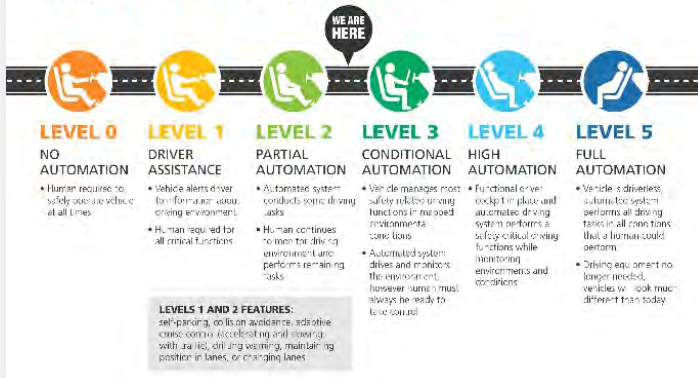 WE ARE
HERE
LEVEL 0
NO
AUTOMATION
• Human required to
safely operate vehicle
at all times
LEVEL 1
DRIVER
ASSISTANCE
• Vehicle alerts driver
to information about
driving environment
• Human required for
all critical functions
LEVEL 2
PARTIAL
AUTOMATION
• Automated system
conducts some driving
tasks
• Human continues
to monitor driving
environment and
performs remaining
tasks
LEVELS 1 AND 2 FEATURES:
self-parking, collision avoidance, adaptive
cruise control (accelerating and slowing
with traffic), drifting warning, maintaining
position in lanes, or changing lanes
LEVEL 3
CONDITIONAL
AUTOMATION
• Vehicle manages most
safety-related driving
functions in mapped
environmental
conditions
• Automated system
drives and monitors
the environment,
however human must
always be ready to
take control
LEVEL 4
HIGH
AUTOMATION
• Functional driver
cockpit in place and
automated driving
system performs a
safety critical driving
functions while
monitoring
environments and
conditions
LEVEL 5
FULL
AUTOMATION
• Vehicle is driverless,
automated system
performs all driving
tasks in all conditions
that a human could
perform
• Driving equipment no
longer needed,
vehicles will look much
different than today